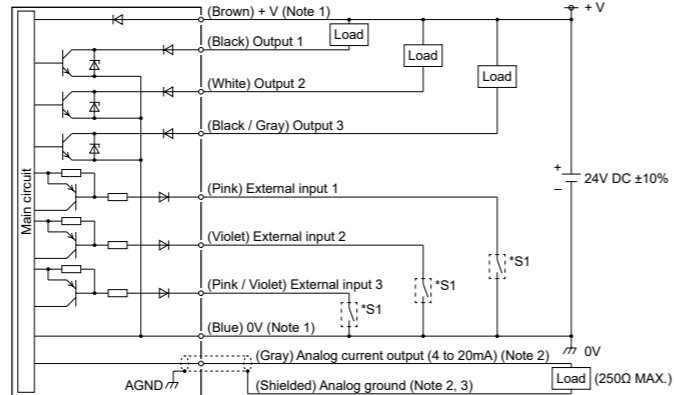 (Brown) + V (Note 1)
+ V
Load
(Black) Output 1
Load
Load
(White) Output 2
(Black / Gray) Output 3
Main circuit
+
24V DC ±10%
−
(Pink) External input 1
(Violet) External input 2
*S1
*S1
(Pink / Violet) External input 3
*S1
(Blue) 0V (Note 1)
0V
(Gray) Analog current output (4 to 20mA) (Note 2)
Load
(250Ω MAX.)
AGND
(Shielded) Analog ground (Note 2, 3)